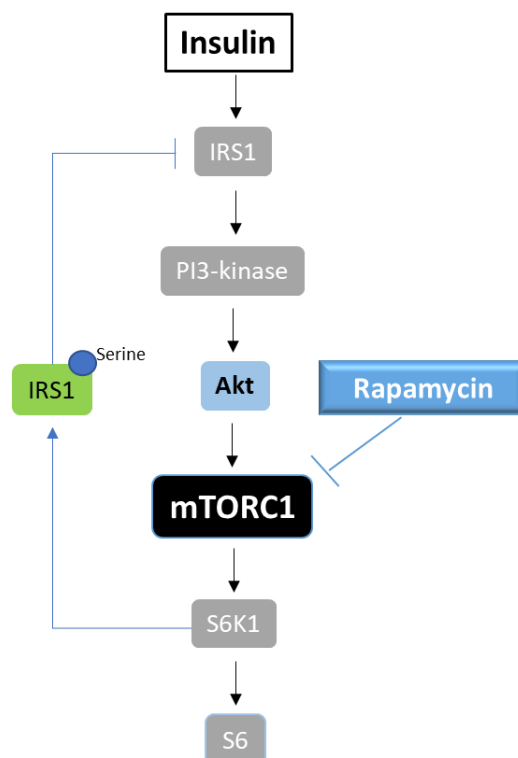 Insulin
IRS1
PI3-kinase
Serine
IRS1
Akt
Rapamycin
mTORC1
S6K1
S6